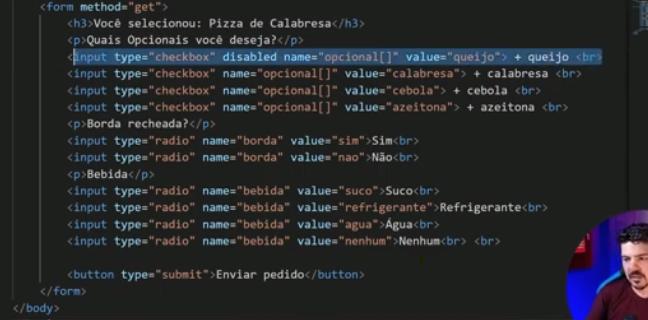 <form method="get">
<h3>Você selecionou: Pizza de Calabresa</h3>
<p>Quais Opcionais você deseja?</p>
<input type="checkbox" disabled name="opcional[]" value="queijo"> + queijo <br>
<input type="checkbox" name="opcional[]" value="calabresa"> + calabresa <br>
<input type="checkbox" name="opcional[]" value="cebola"> + cebola <br>
<input type="checkbox" name="opcional[]" value="azeitona"> + azeitona <br>
<p>Borda recheada?</p>
<input type="radio" name="borda" value="sim">Sim<br>
<input type="radio" name="borda" value="nao">Não<br>
<p>Bebida</p>
<input type="radio" name="bebida" value="suco">Suco<br>
<input type="radio" name="bebida" value="refrigerante">Refrigerante<br>
<input type="radio" name="bebida" value="agua">Água<br>
<input type="radio" name="bebida" value="nenhum">Nenhum<br> <br>
<button type="submit">Enviar pedido</button>
</form>
</body>